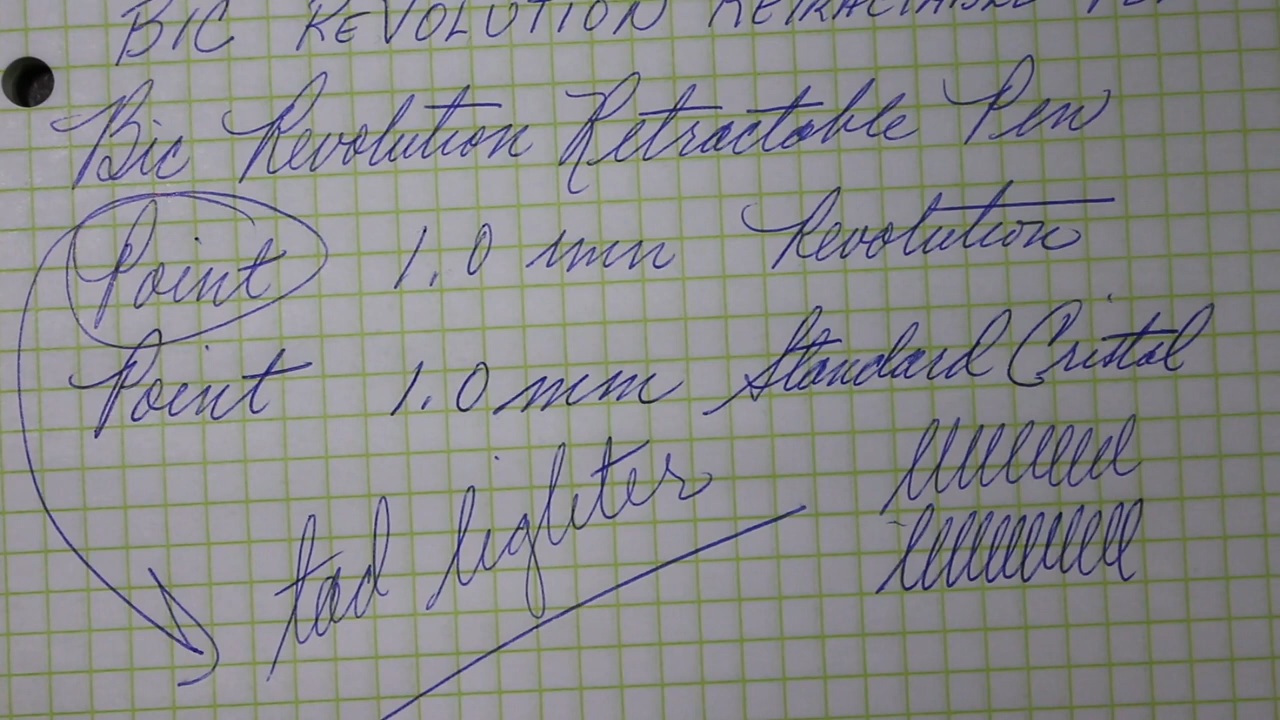 BIC REVOLUTION RETRACTABLE
Bic Revolution Retractable Pen
Point 1.0 mm Revolution
Point 1.0 mm Standard Cristal
tad lighter